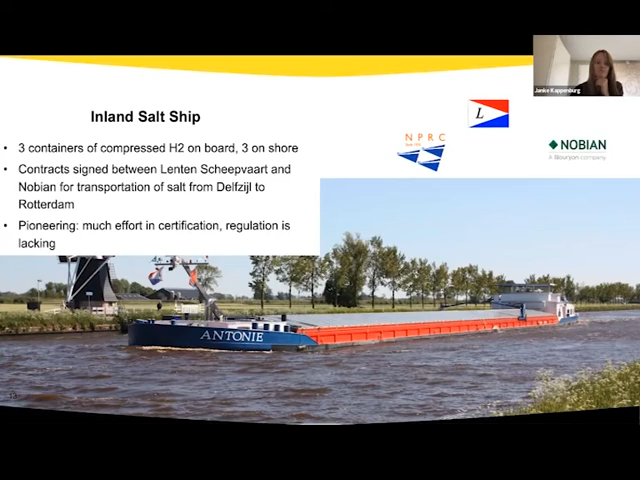 Janike Kappenburg
Inland Salt Ship
L
N P R C
NOBIAN
A Bouryon company
• 3 containers of compressed H2 on board, 3 on shore
• Contracts signed between Lenten Scheepvaart and
Nobian for transportation of salt from Delfzijl to
Rotterdam
• Pioneering: much effort in certification, regulation is
lacking
ANTONIE